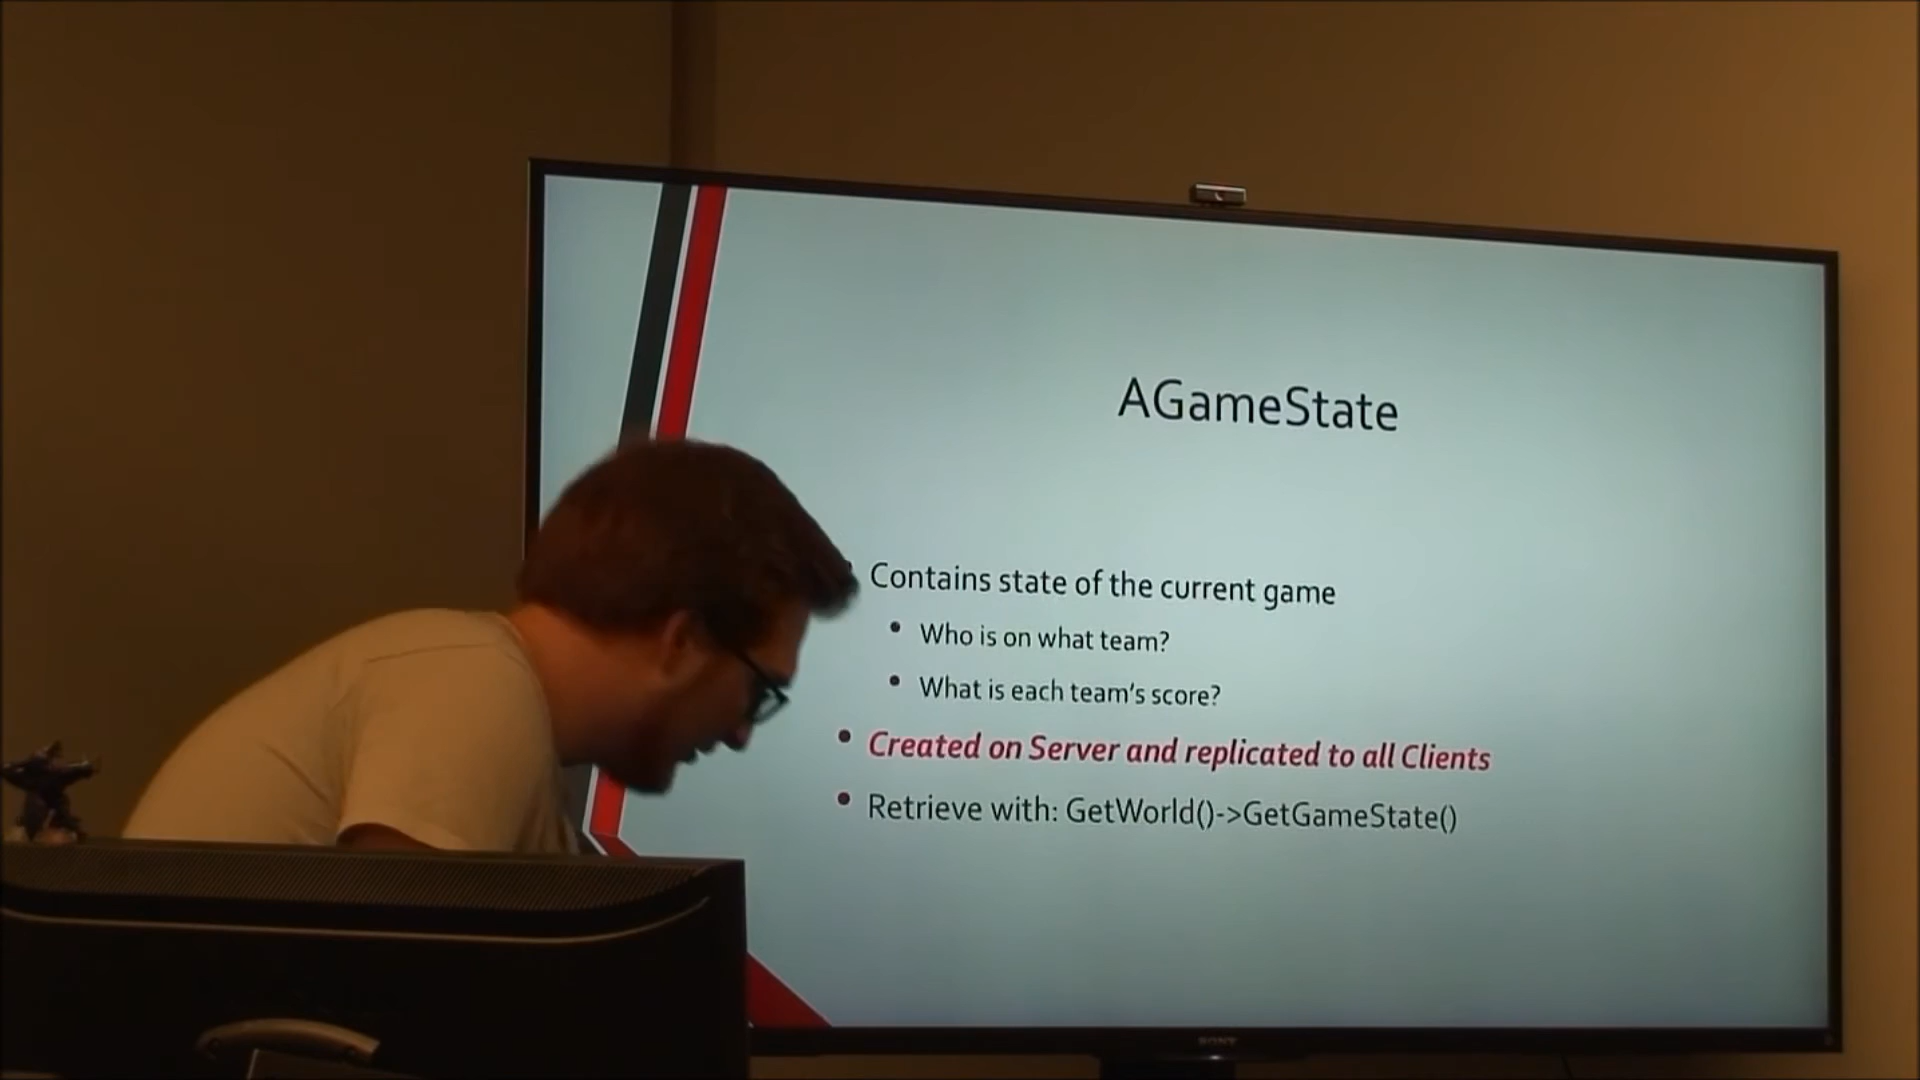 AGameState
Contains state of the current game
Who is on what team?
What is each team's score?
Created on Server and replicated to all Clients
Retrieve with: GetWorld()->GetGameState()
SONY